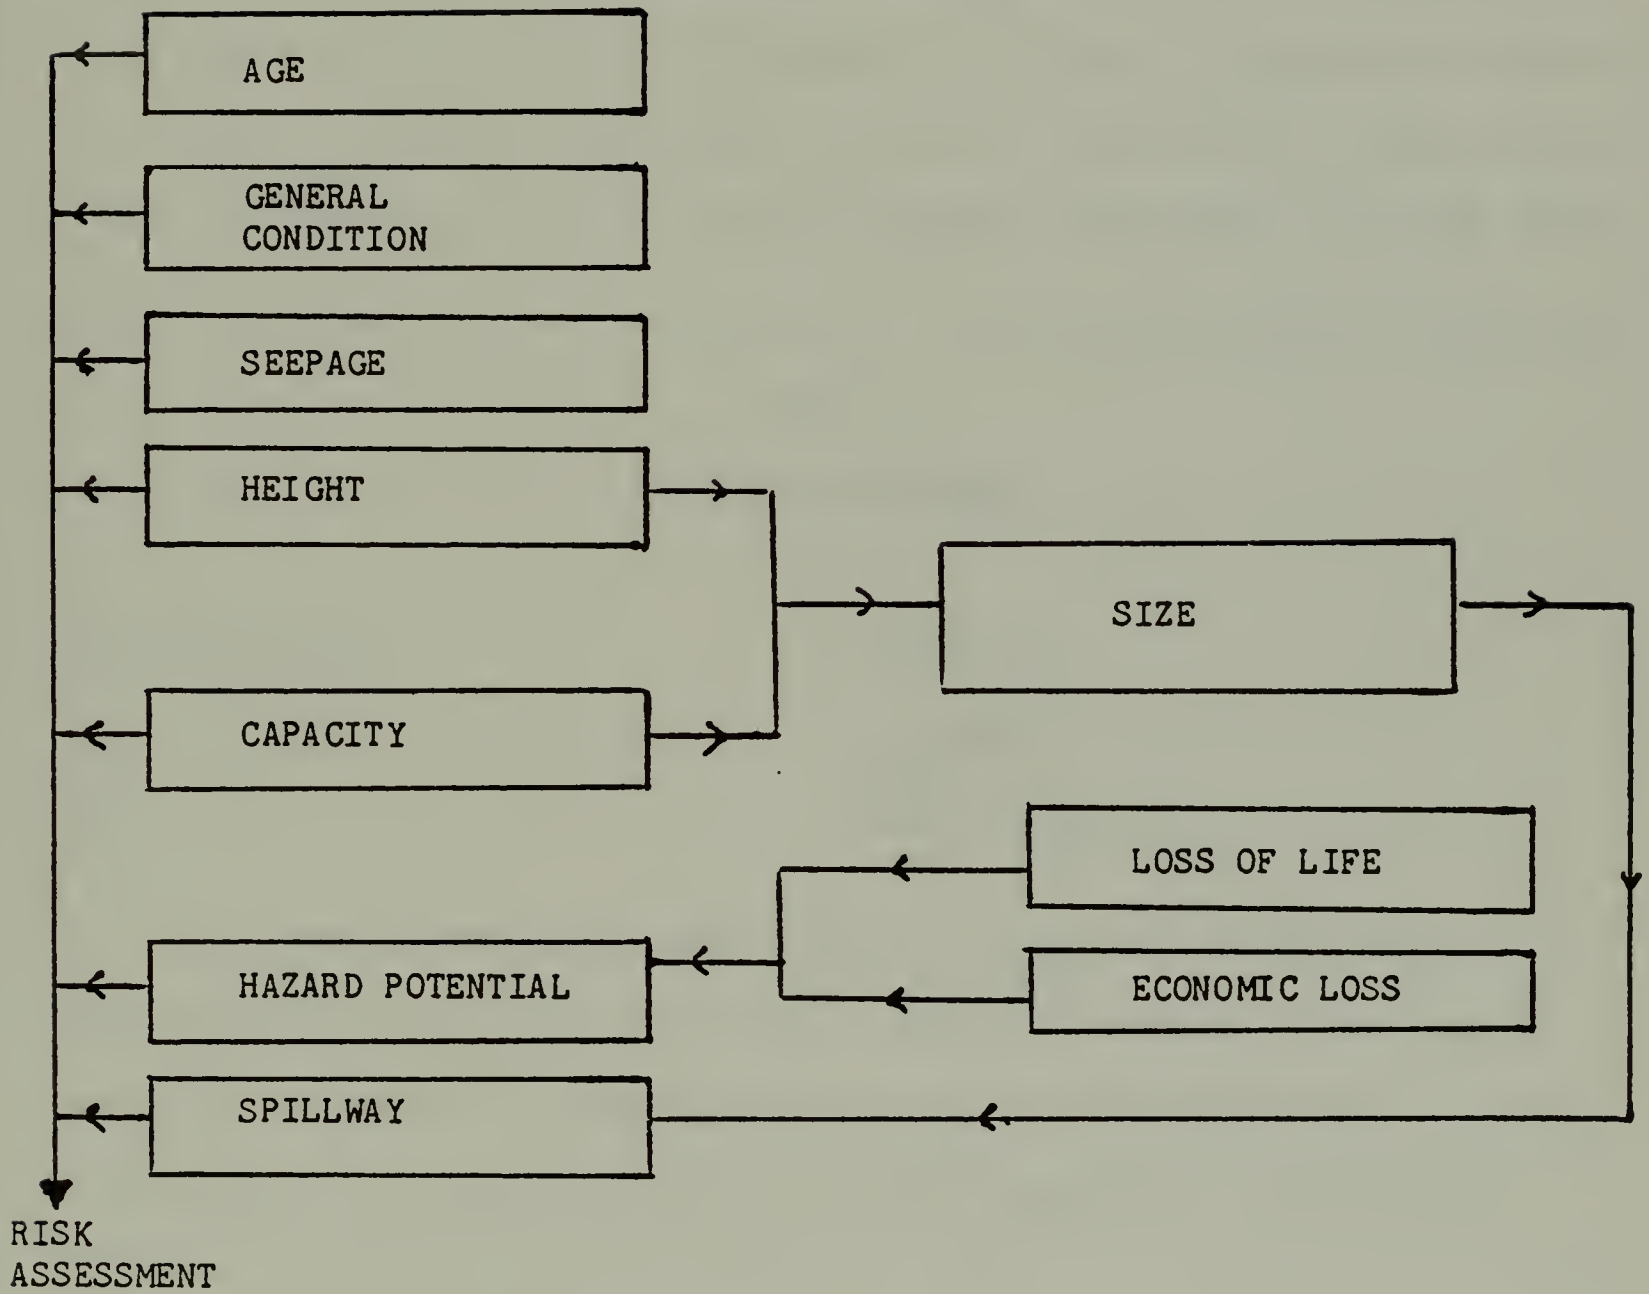 AGE
GENERAL
CONDITION
SEEPAGE
HEIGHT
SIZE
CAPACITY
LOSS OF LIFE
HAZARD POTENTIAL
ECONOMIC LOSS
SPILLWAY
RISK
ASSESSMENT